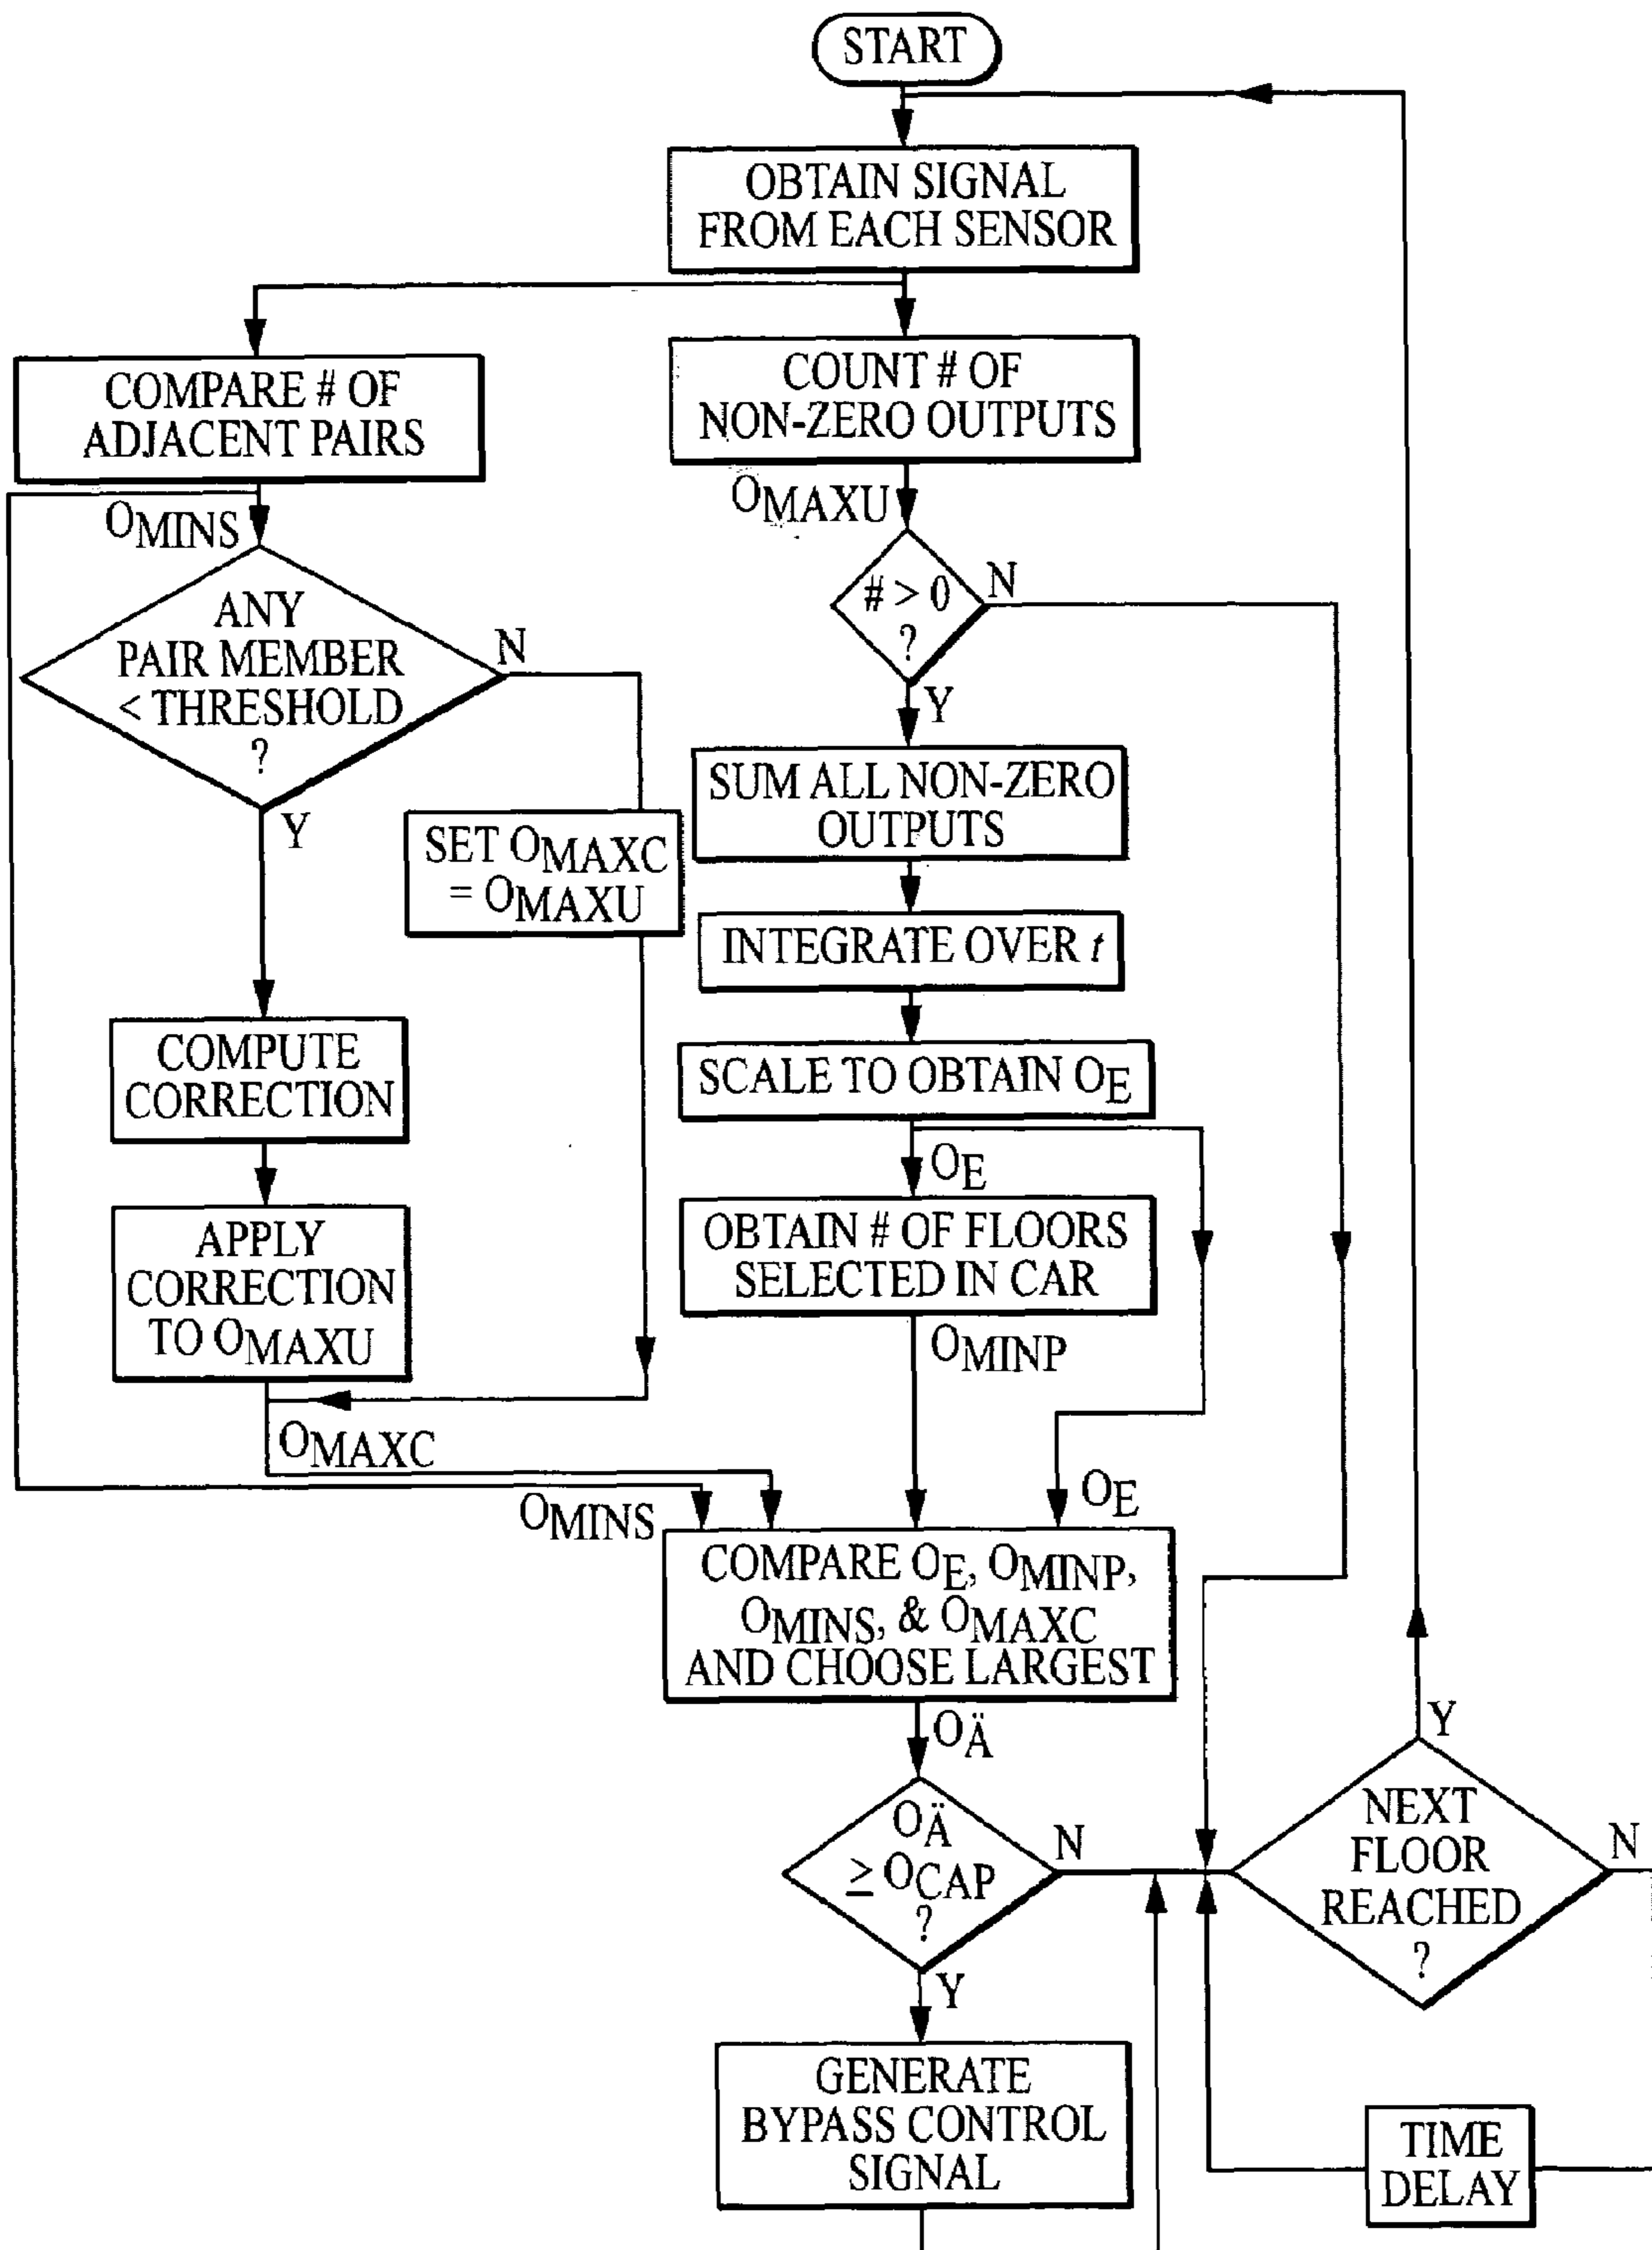 START
OBTAIN SIGNAL
FROM EACH SENSOR
COMPARE # OF
ADJACENT PAIRS
COUNT # OF
NON-ZERO OUTPUTS
OMINS
OMAXU
ANY
PAIR MEMBER
< THRESHOLD
?
N
Y
# > 0
?
N
Y
SET OMAXC
= OMAXU
SUM ALL NON-ZERO
OUTPUTS
INTEGRATE OVER t
SCALE TO OBTAIN OE
COMPUTE
CORRECTION
APPLY
CORRECTION
TO OMAXU
OE
OBTAIN # OF FLOORS
SELECTED IN CAR
OMINP
OMAXC
OMINS
OE
COMPARE OE, OMINP,
OMINS, & OMAXC
AND CHOOSE LARGEST
OÄ
OÄ
≥ OCAP
?
N
Y
NEXT
FLOOR
REACHED
?
Y
N
GENERATE
BYPASS CONTROL
SIGNAL
TIME
DELAY